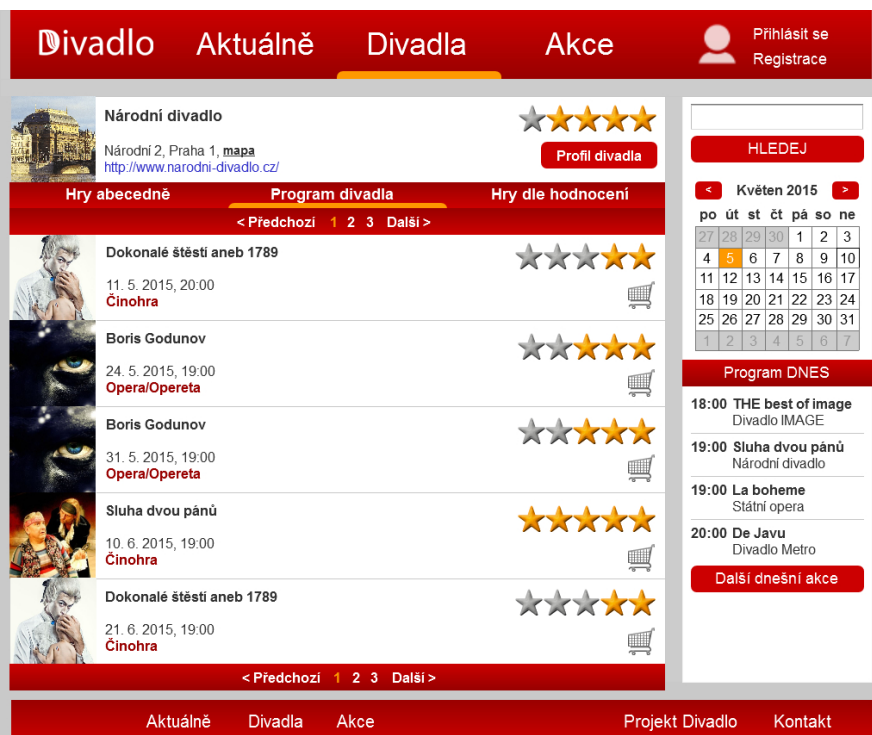 Divadlo Aktuálně Divadla Akce
Přihlásit se
Registrace
Národní divadlo
Národní 2, Praha 1, mapa
http://www.narodni-divadlo.cz/
Profil divadla
Hry abecedně Program divadla Hry dle hodnocení
< Předchozí 1 2 3 Další >
Dokonalé štěstí aneb 1789
11. 5. 2015, 20:00
Činohra
Boris Godunov
24. 5. 2015, 19:00
Opera/Opereta
Boris Godunov
31. 5. 2015, 19:00
Opera/Opereta
Sluha dvou pánů
10. 6. 2015, 19:00
Činohra
Dokonalé štěstí aneb 1789
21. 6. 2015, 19:00
Činohra
< Předchozí 1 2 3 Další >
HLEDEJ
< Květen 2015 >
po út st čt pá so ne
27 28 29 30 1 2 3
4 5 6 7 8 9 10
11 12 13 14 15 16 17
18 19 20 21 22 23 24
25 26 27 28 29 30 31
1 2 3 4 5 6 7
Program DNES
18:00 THE best of image
Divadlo IMAGE
19:00 Sluha dvou pánů
Národní divadlo
19:00 La boheme
Státní opera
20:00 De Javu
Divadlo Metro
Další dnešní akce
Aktuálně Divadla Akce Projekt Divadlo Kontakt